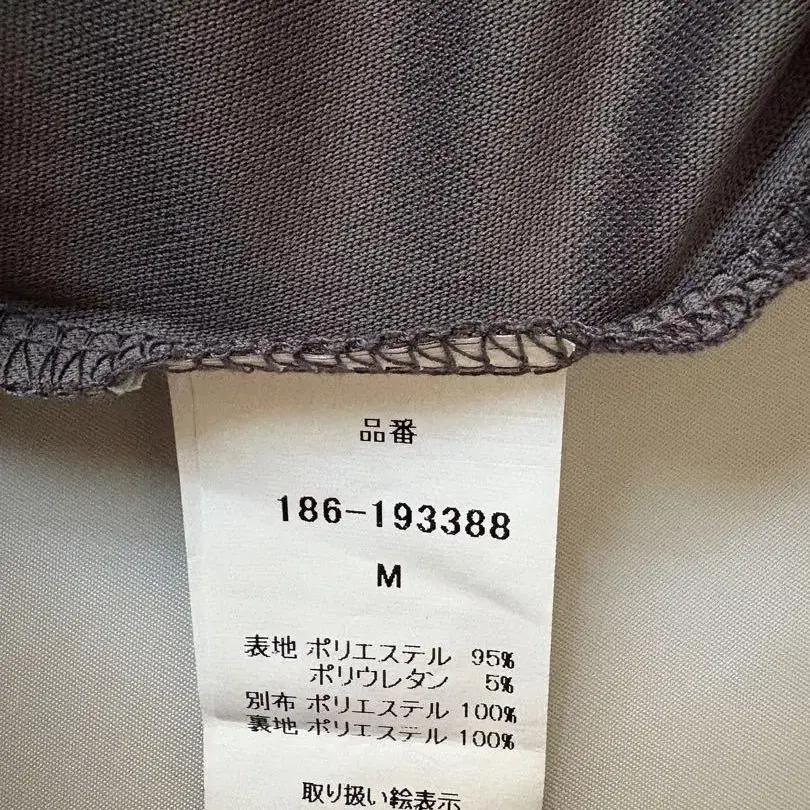 品番
186-193388
M
表地 ポリエステル 95%
ポリウレタン 5%
別布 ポリエステル 100%
裏地 ポリエステル 100%
取り扱い絵表示